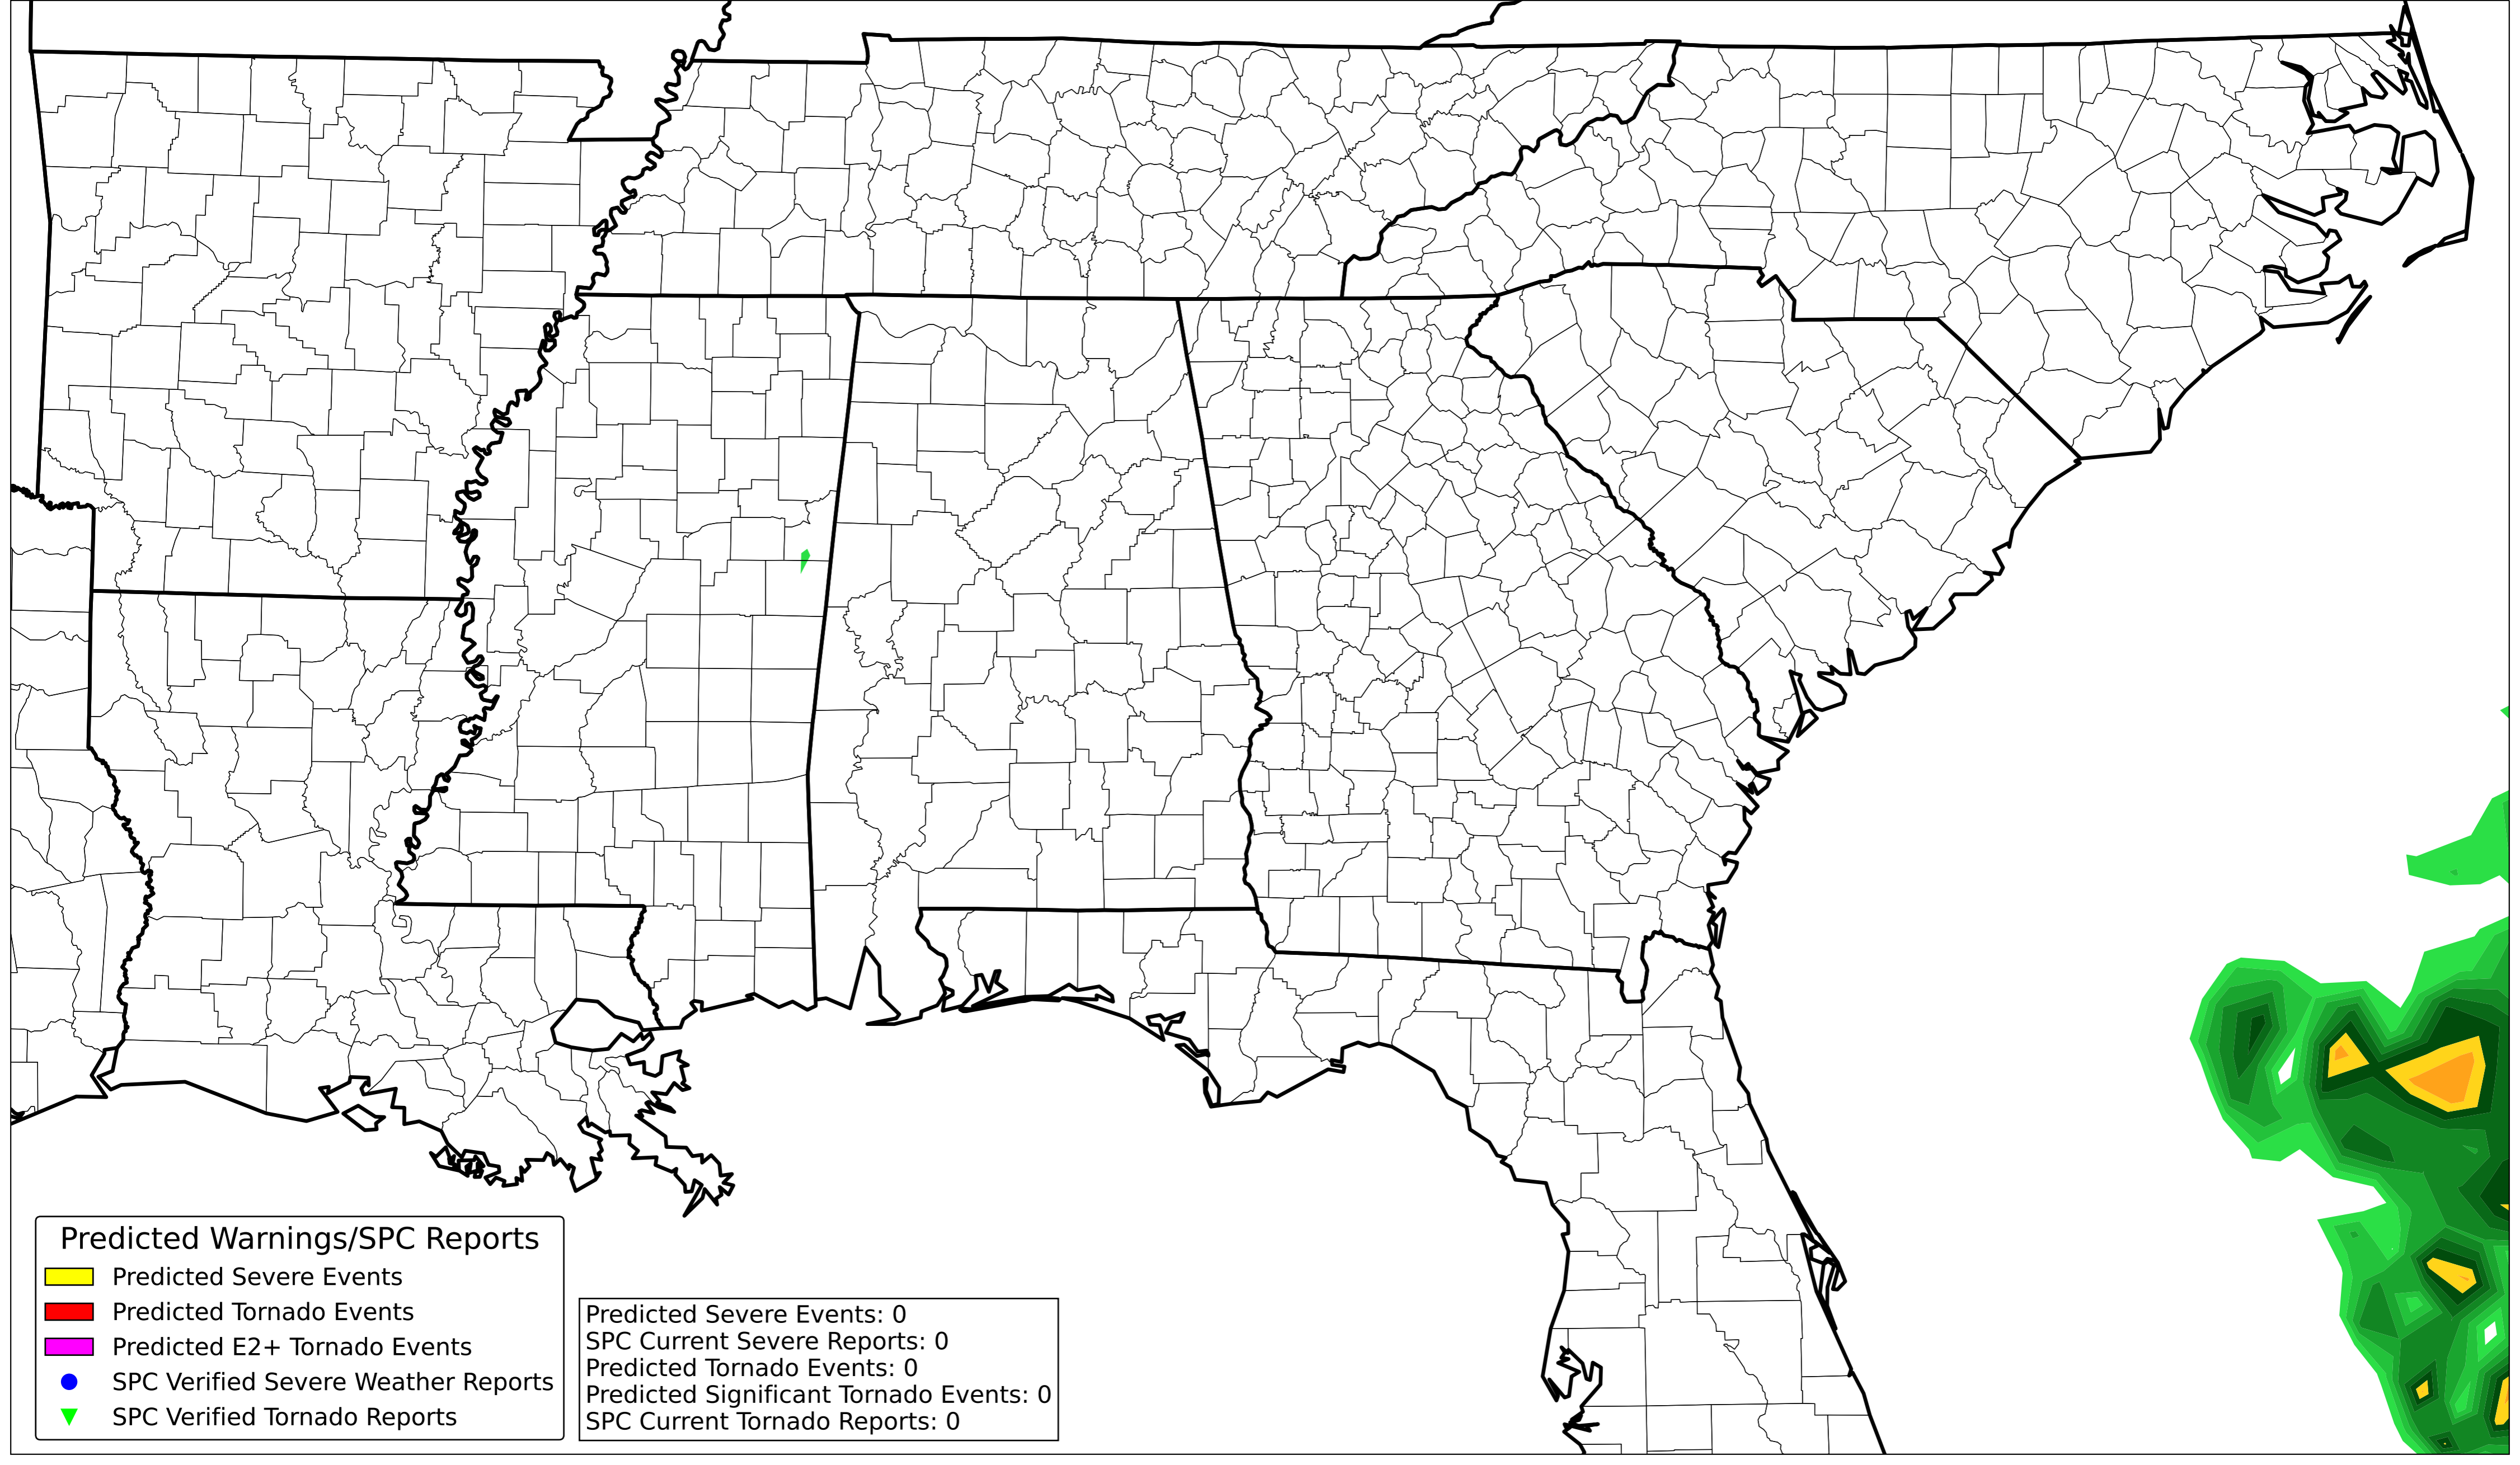 Predicted Warnings/SPC Reports
Predicted Severe Events
Predicted Tornado Events
Predicted E2+ Tornado Events
SPC Verified Severe Weather Reports
SPC Verified Tornado Reports
Predicted Severe Events: 0
SPC Current Severe Reports: 0
Predicted Tornado Events: 0
Predicted Significant Tornado Events: 0
SPC Current Tornado Reports: 0